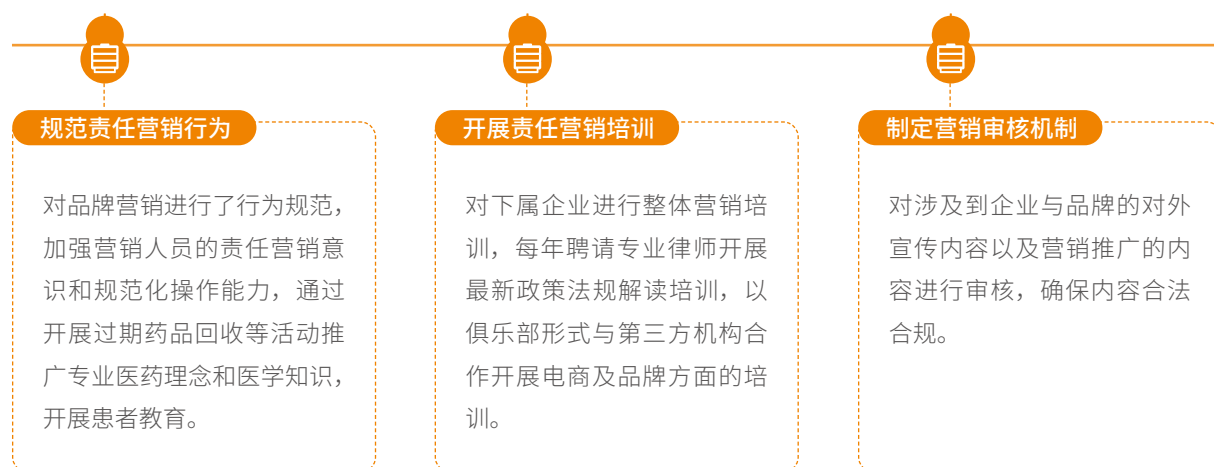 规范责任营销行为
对品牌营销进行了行为规范，
加强营销人员的责任营销意
识和规范化操作能力，通过
开展过期药品回收等活动推
广专业医药理念和医学知识，
开展患者教育。
开展责任营销培训
对下属企业进行整体营销培
训，每年聘请专业律师开展
最新政策法规解读培训，以
俱乐部形式与第三方机构合
作开展电商及品牌方面的培
训。
制定营销审核机制
对涉及到企业与品牌的对外
宣传内容以及营销推广的内
容进行审核，确保内容合法
合规。